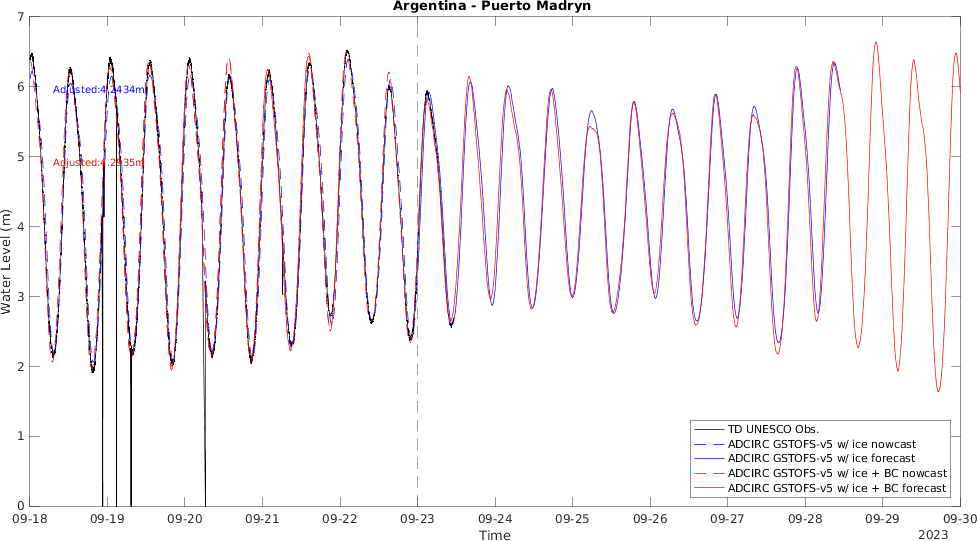 Argentina - Puerto Madryn
Water Level (m)
7
6
5
4
3
2
1
0
Adjusted:4.2434m
Adjusted:4.2935m
TD UNESCO Obs.
ADCIRC GSTOFS-v5 w/ ice nowcast
ADCIRC GSTOFS-v5 w/ ice forecast
ADCIRC GSTOFS-v5 w/ ice + BC nowcast
ADCIRC GSTOFS-v5 w/ ice + BC forecast
09-18 09-19 09-20 09-21 09-22 09-23 09-24 09-25 09-26 09-27 09-28 09-29 09-30
Time
2023